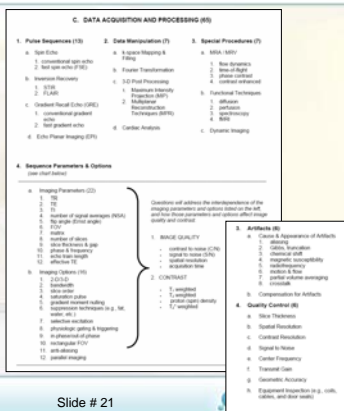 C. DATA ACQUISITION AND PROCESSING (65)
1. Pulse Sequences (13)
a. Spin Echo
1. conventional spin echo
2. fast spin echo (FSE)
b. Inversion Recovery
1. STIR
2. FLAIR
c. Gradient Recall Echo (GRE)
1. conventional gradient
echo
2. fast gradient echo
d. Echo Planar Imaging (EPI)
2. Data Manipulation (7)
a. k-space Mapping &
Filling
b. Fourier Transformation
c. 3-D Post Processing
1. Maximum Intensity
Projection (MIP)
2. Multiplanar
Reconstruction
Techniques (MPR)
d. Cardiac Analysis
3. Special Procedures (7)
a. MRA / MRV
1. flow dynamics
2. time-of-flight
3. phase contrast
4. contrast enhanced
b. Functional Techniques
1. diffusion
2. perfusion
3. spectroscopy
4. fMRI
c. Dynamic Imaging
4. Sequence Parameters & Options
(see chart below)
a. Imaging Parameters (22)
1. TR
2. TE
3. TI
4. number of signal averages (NSA)
5. flip angle (Ernst angle)
6. FOV
7. matrix
8. number of slices
9. slice thickness & gap
10. phase & frequency
11. echo train length
12. effective TE
b. Imaging Options (16)
1. 2-D/3-D
2. bandwidth
3. slice order
4. saturation pulse
5. gradient moment nulling
6. suppression techniques (e.g., fat,
water, etc.)
7. selective excitation
8. physiologic gating & triggering
9. in-phase/out-of-phase
10. rectangular FOV
11. anti-aliasing
12. parallel imaging
Questions will address the interdependence of the
imaging parameters and options listed on the left,
and how those parameters and options affect image
quality and contrast.
1. IMAGE QUALITY
- contrast to noise (C/N)
- signal to noise (S/N)
- spatial resolution
- acquisition time
2. CONTRAST
- T1 weighted
- T2 weighted
- proton (spin) density
- T2* weighted
3. Artifacts (6)
a. Cause & Appearance of Artifacts
1. aliasing
2. Gibbs, truncation
3. chemical shift
4. magnetic susceptibility
5. radiofrequency
6. motion & flow
7. partial volume averaging
8. crosstalk
b. Compensation for Artifacts
4. Quality Control (6)
a. Slice Thickness
b. Spatial Resolution
c. Contrast Resolution
d. Signal to Noise
e. Center Frequency
f. Transmit Gain
g. Geometric Accuracy
h. Equipment Inspection (e.g., coils,
cables, and door seals)
Slide # 21